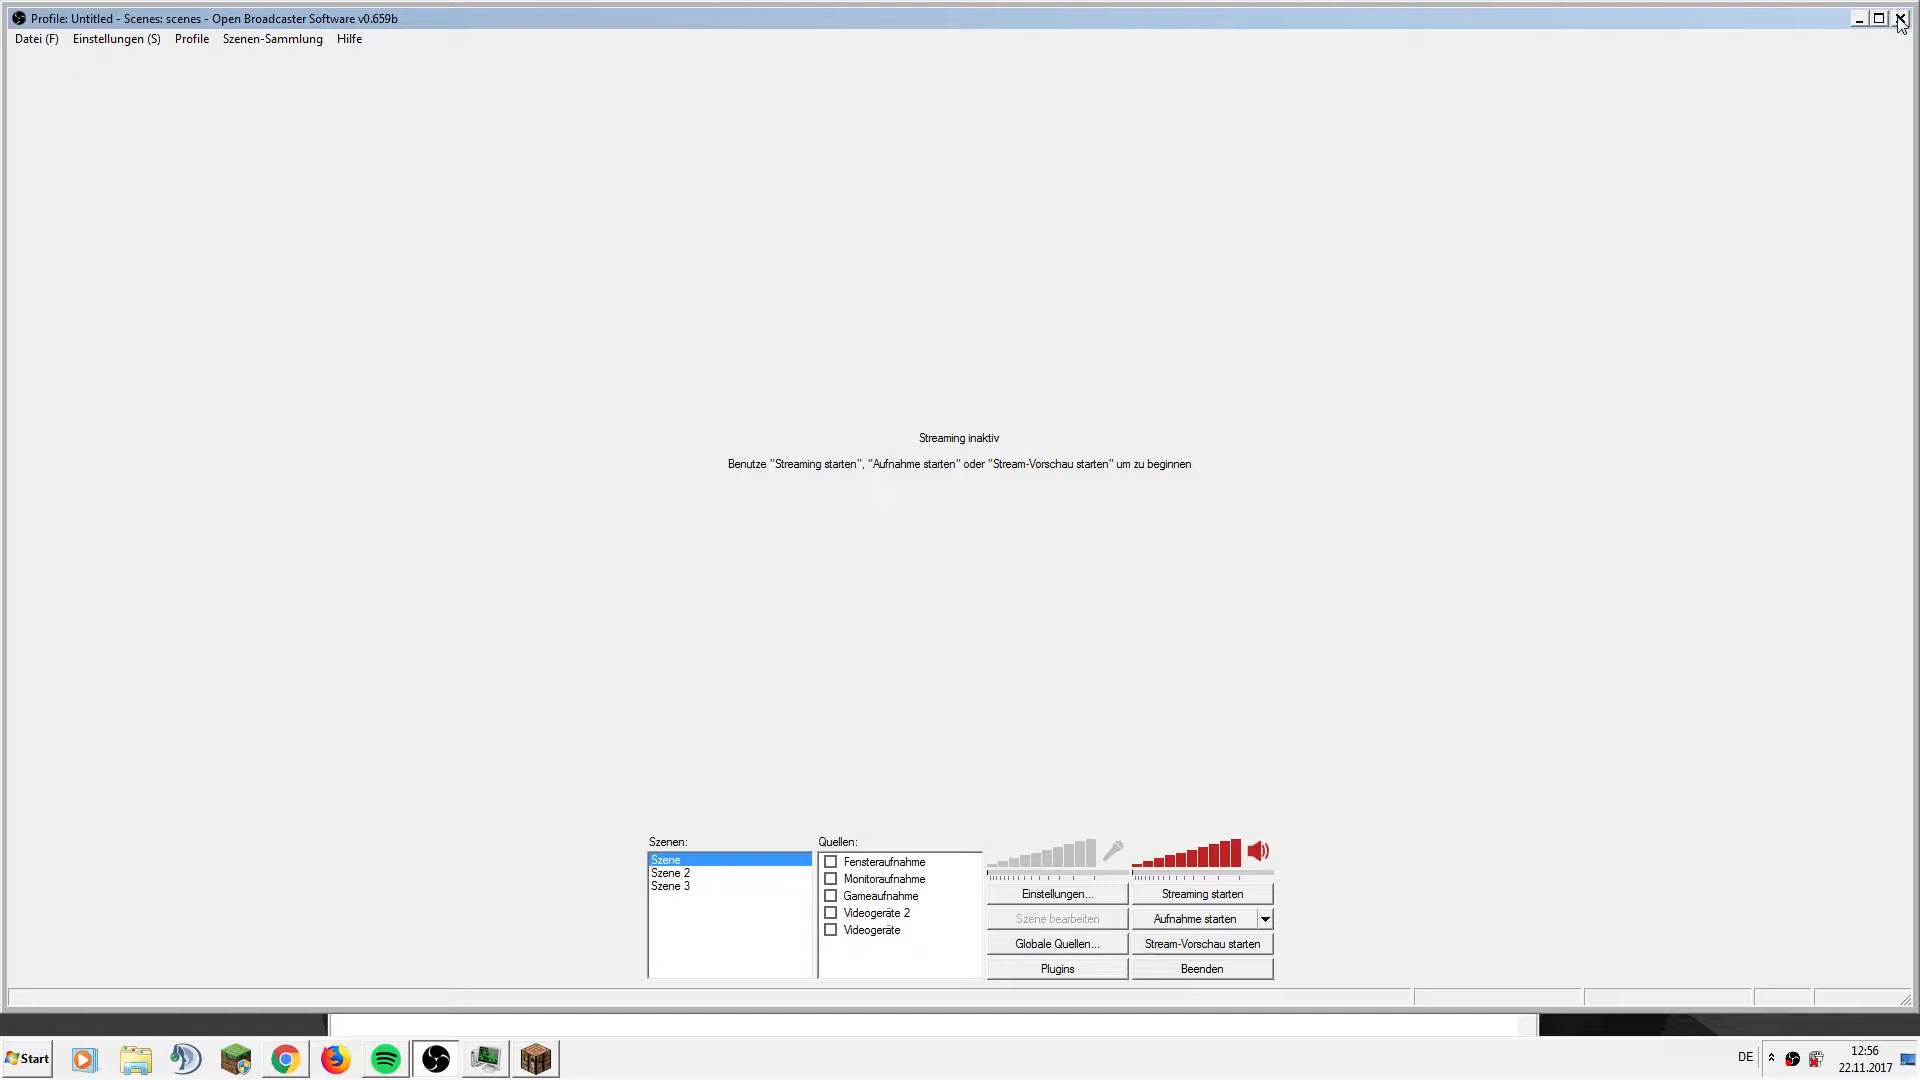 Profile: Untitled - Scenes: scenes - Open Broadcaster Software v0.659b
Datei (F) Einstellungen (S) Profile Szenen-Sammlung Hilfe
Streaming inaktiv
Benutze "Streaming starten", "Aufnahme starten" oder "Stream-Vorschau starten" um zu beginnen
Szenen:
Szene
Szene 2
Szene 3
Quellen:
Fensteraufnahme
Monitoraufnahme
Gameaufnahme
Videogeräte 2
Videogeräte
Einstellungen... Streaming starten
Szene bearbeiten Aufnahme starten
Globale Quellen... Stream-Vorschau starten
Plugins Beenden
Start
DE
12:56
22.11.2017